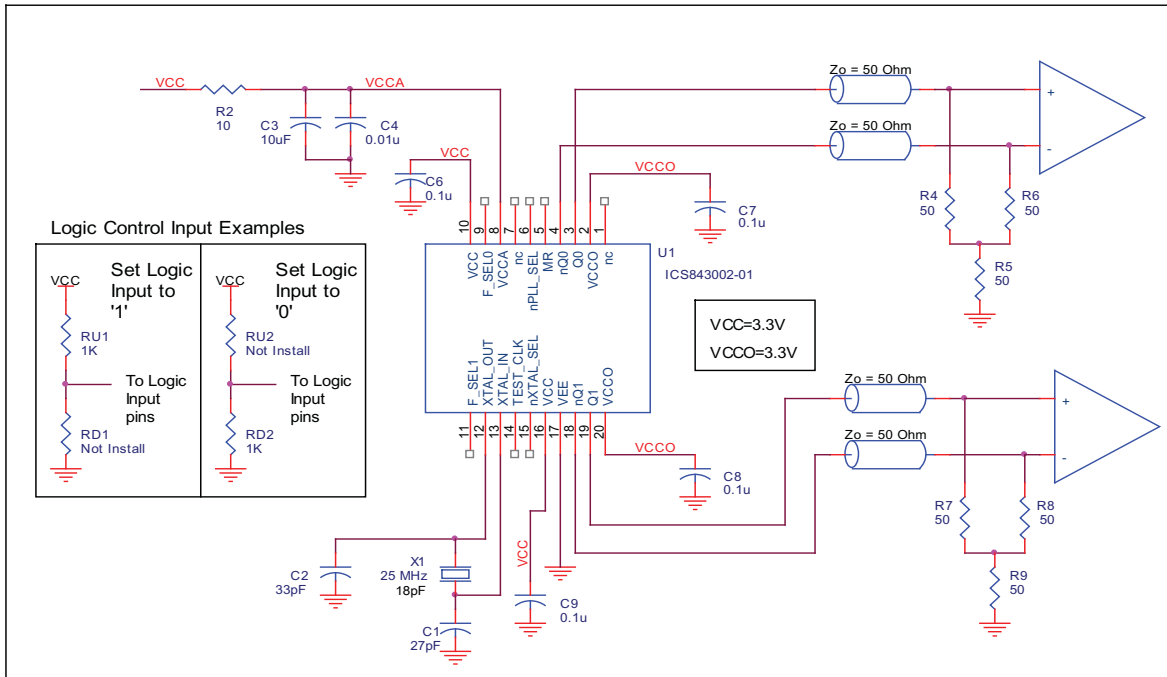 VCC
R2
10
VCCA
C3
10uF
C4
0.01u
VCC
C6
0.1u
VCCO
C7
0.1u
Zo = 50 Ohm
Zo = 50 Ohm
+
-
R4
50
R6
50
R5
50
Logic Control Input Examples
VCC
Set Logic
Input to
'1'
RU1
1K
To Logic
Input
pins
RD1
Not Install
VCC
Set Logic
Input to
'0'
RU2
Not Install
To Logic
Input
pins
RD2
1K
10
9
8
7
6
5
4
3
2
1
VCC
F_SEL0
VCCA
nc
nPLL_SEL
MR
nQ0
Q0
VCCO
nc
U1
ICS843002-01
F_SEL1
XTAL_OUT
XTAL_IN
TEST_CLK
nXTAL_SEL
VCC
VEE
nQ1
Q1
VCCO
11
12
13
14
15
16
17
18
19
20
VCC=3.3V
VCCO=3.3V
VCCO
C8
0.1u
Zo = 50 Ohm
Zo = 50 Ohm
+
-
R7
50
R8
50
R9
50
C2
33pF
X1
25 MHz
18pF
C1
27pF
VCC
C9
0.1u